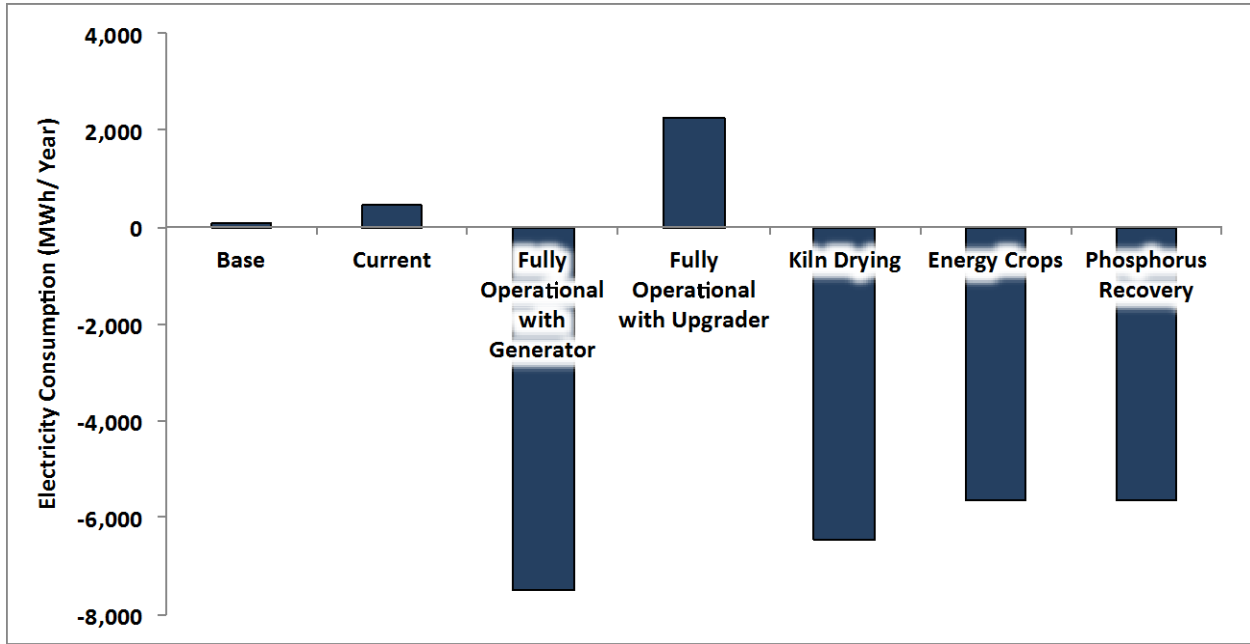 Electricity Consumption (MWh/ Year)
4,000
2,000
0
-2,000
-4,000
-6,000
-8,000
Base
Current
Fully
Operational
with
Generator
Fully
Operational
with Upgrader
Kiln Drying
Energy Crops
Phosphorus
Recovery